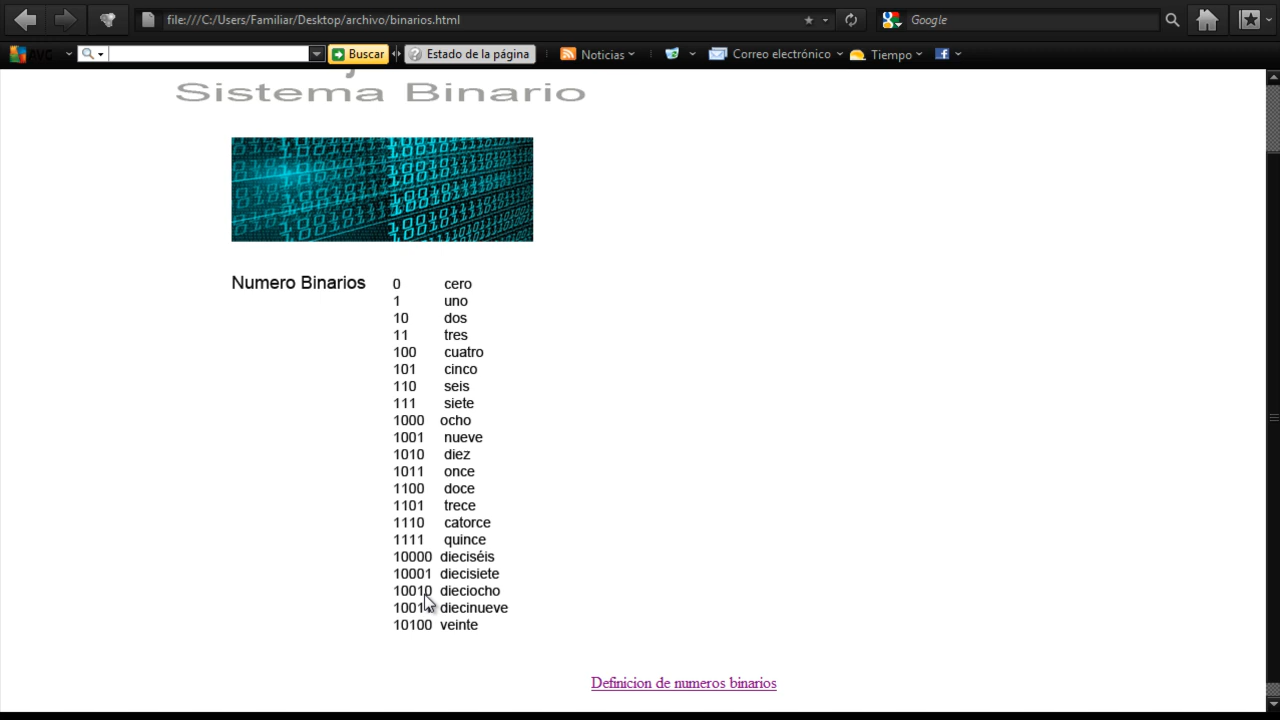 file:///C:/Users/Familiar/Desktop/archivo/binarios.html
Google
Buscar
Estado de la página
Noticias
Correo electrónico
Tiempo
Sistema Binario
Numero Binarios
0 cero
1 uno
10 dos
11 tres
100 cuatro
101 cinco
110 seis
111 siete
1000 ocho
1001 nueve
1010 diez
1011 once
1100 doce
1101 trece
1110 catorce
1111 quince
10000 dieciséis
10001 diecisiete
10010 dieciocho
diecinueve
10100 veinte
Definicion de numeros binarios